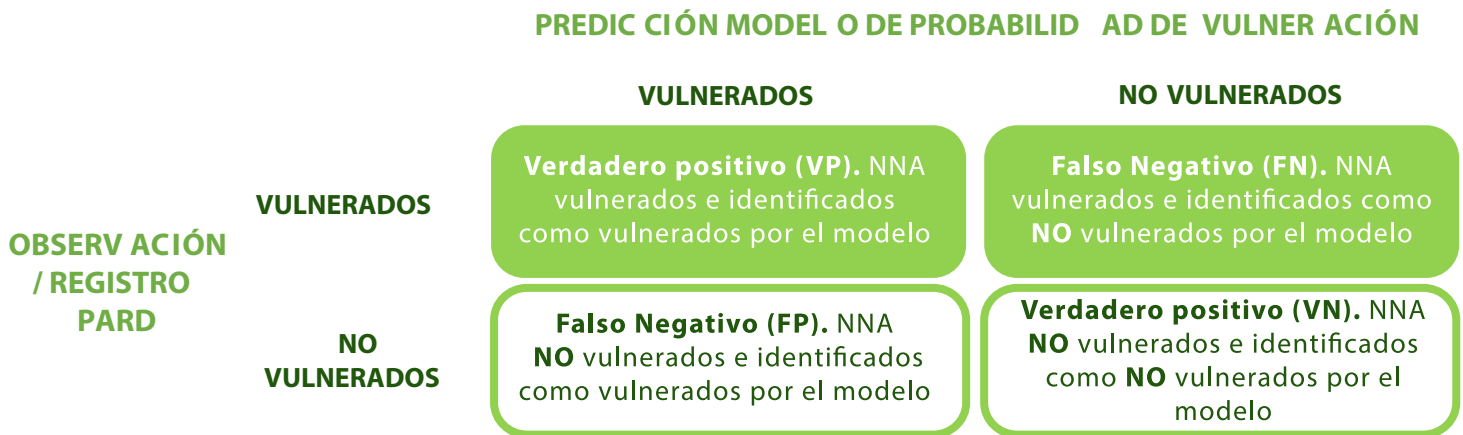 PREDIC CIÓN MODEL O DE PROBABILID AD DE VULNER ACIÓN
VULNERADOS
NO VULNERADOS
OBSERV ACIÓN
/ REGISTRO
PARD
VULNERADOS
Verdadero positivo (VP). NNA
vulnerados e identificados
como vulnerados por el modelo
Falso Negativo (FN). NNA
vulnerados e identificados como
NO vulnerados por el modelo
NO
VULNERADOS
Falso Negativo (FP). NNA
NO vulnerados e identificados
como vulnerados por el modelo
Verdadero positivo (VN). NNA
NO vulnerados e identificados
como NO vulnerados por el
modelo